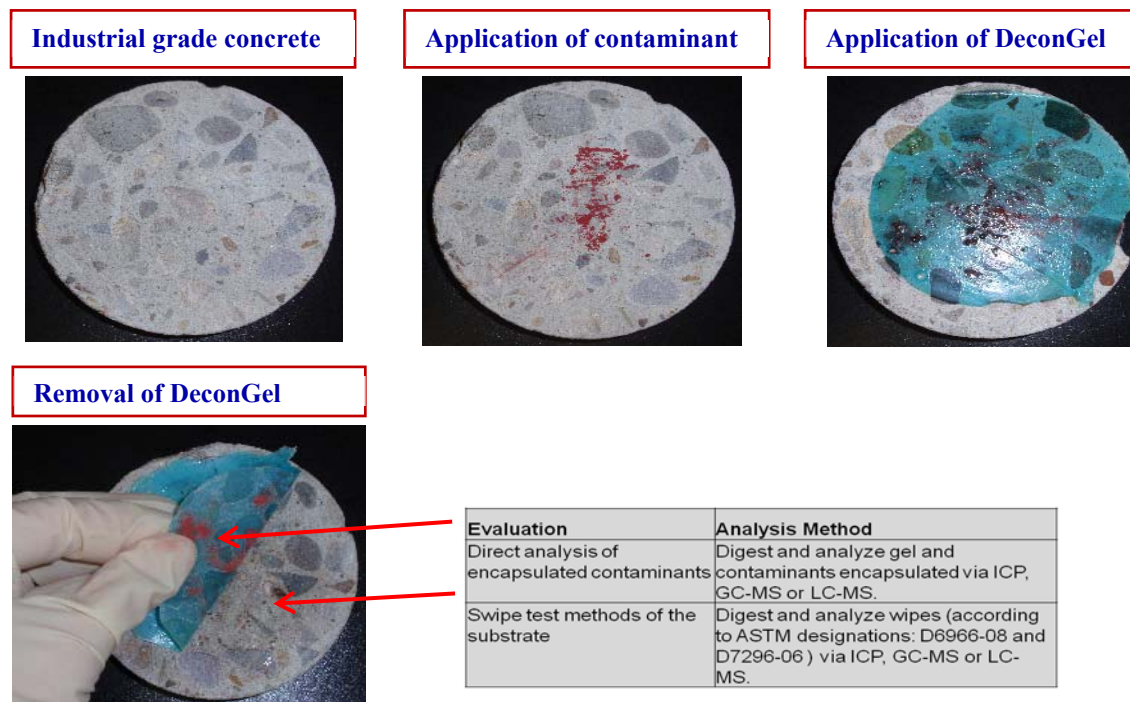 Industrial grade concrete
Application of contaminant
Application of DeconGel
Removal of DeconGel
Evaluation
Analysis Method
Direct analysis of
encapsulated contaminants
Digest and analyze gel and
contaminants encapsulated via ICP,
GC-MS or LC-MS.
Swipe test methods of the
substrate
Digest and analyze wipes (according
to ASTM designations: D6966-08 and
D7296-06 ) via ICP, GC-MS or LC-
MS.